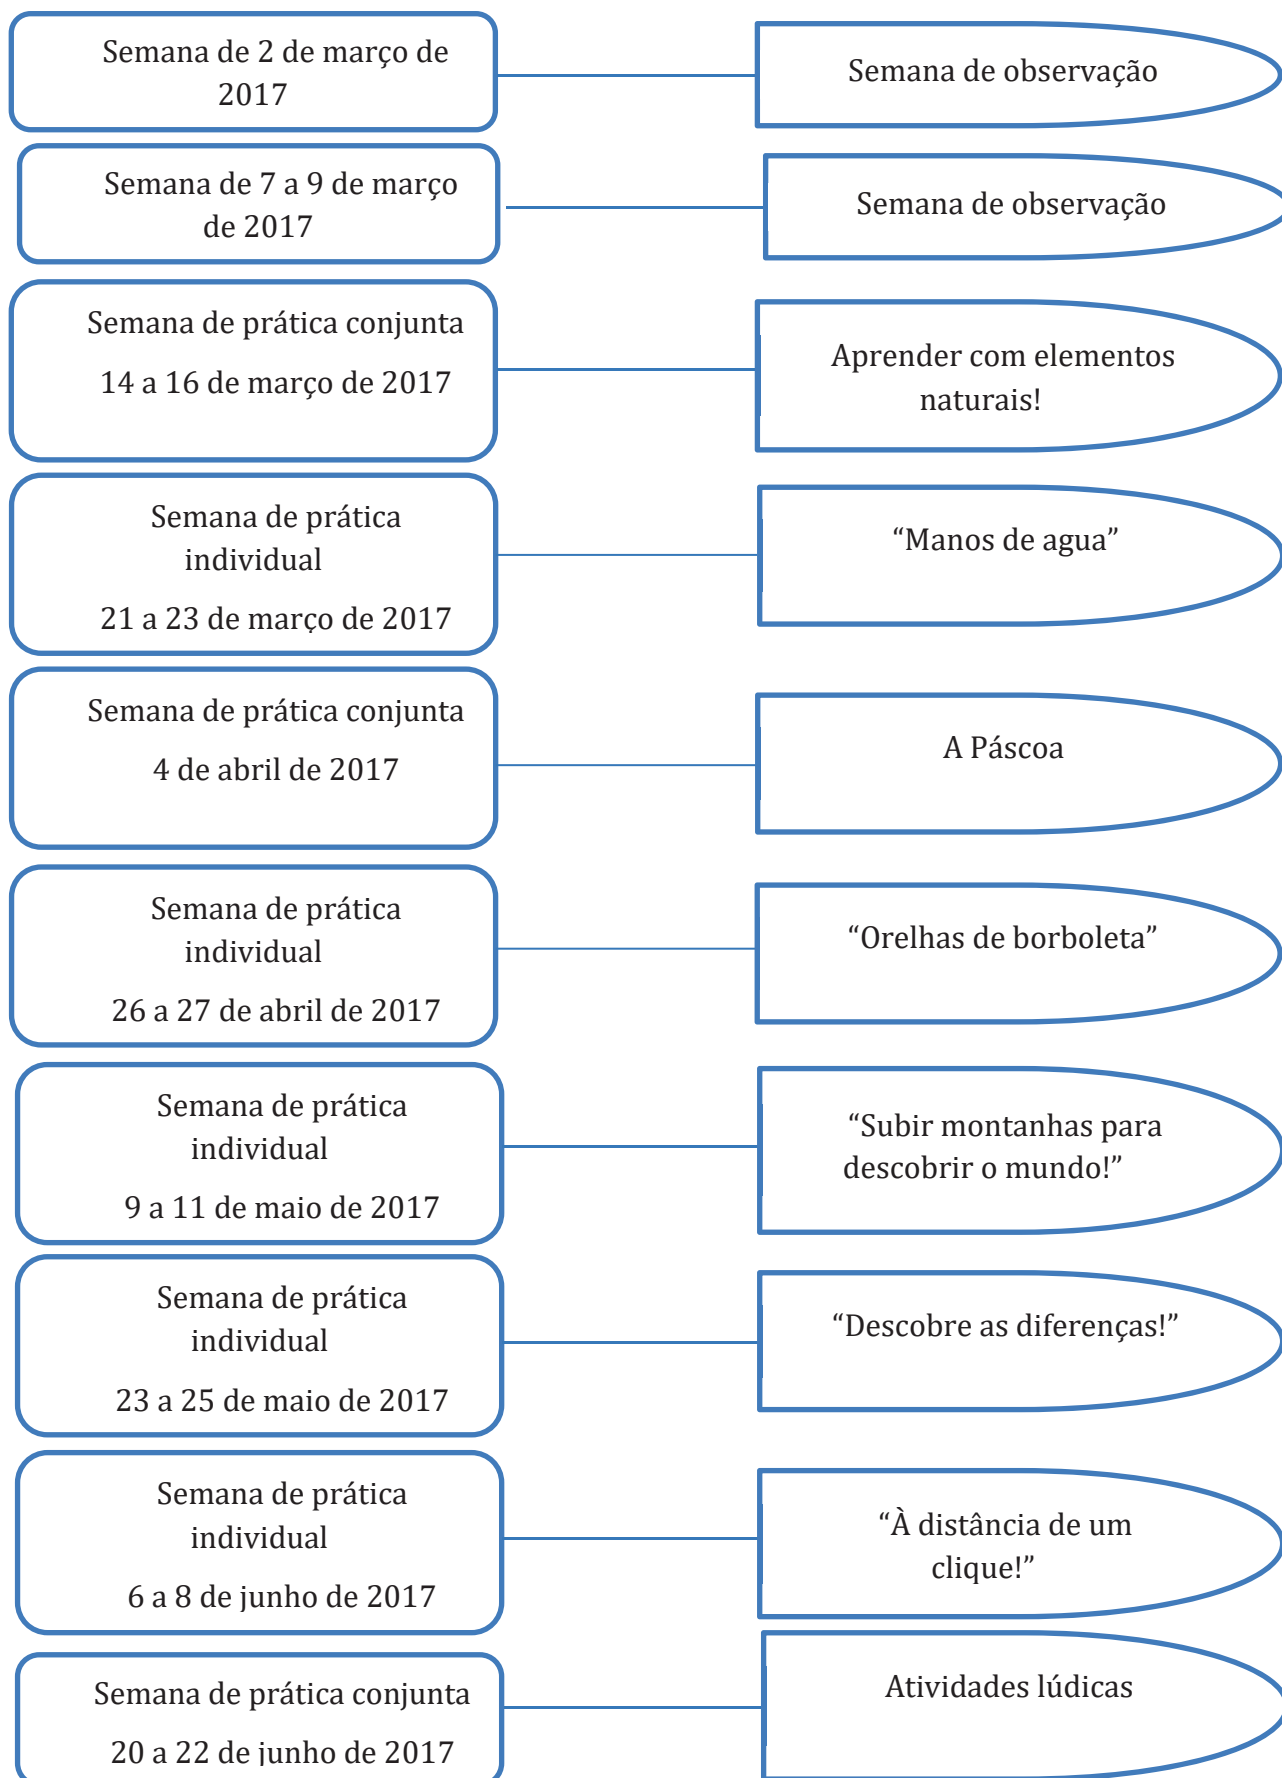 Semana de 2 de março de
2017
Semana de observação
Semana de 7 a 9 de março
de 2017
Semana de observação
Semana de prática conjunta
14 a 16 de março de 2017
Aprender com elementos
naturais!
Semana de prática
individual
21 a 23 de março de 2017
“Manos de agua”
Semana de prática conjunta
4 de abril de 2017
A Páscoa
Semana de prática
individual
26 a 27 de abril de 2017
“Orelhas de borboleta”
Semana de prática
individual
9 a 11 de maio de 2017
“Subir montanhas para
descobrir o mundo!”
Semana de prática
individual
23 a 25 de maio de 2017
“Descobre as diferenças!”
Semana de prática
individual
6 a 8 de junho de 2017
“À distância de um
clique!”
Semana de prática conjunta
20 a 22 de junho de 2017
Atividades lúdicas